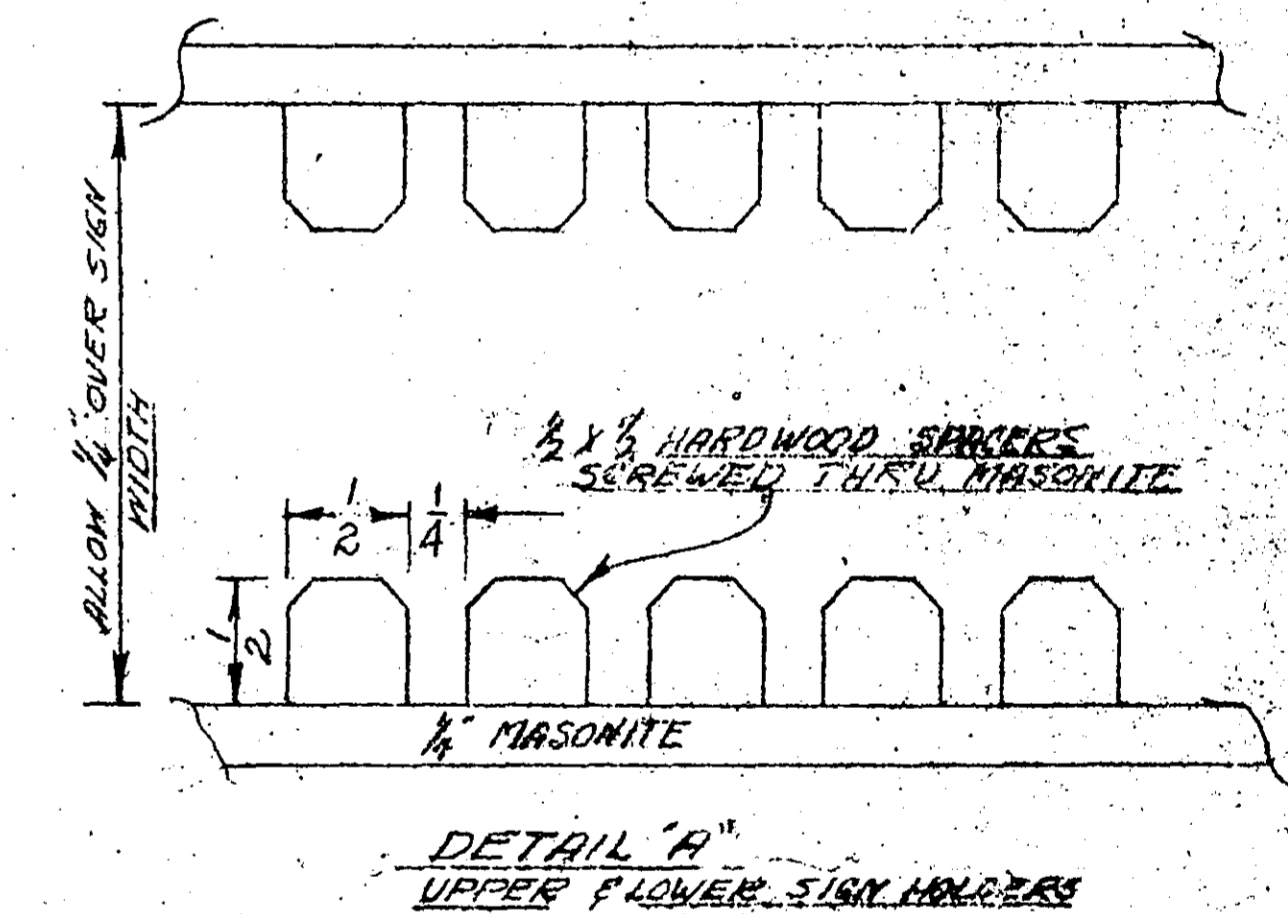 ALLOW 1/4" OVER SIGN
WIDTH
1/2 X 1/2 HARDWOOD SPACERS
SCREWED THRU MASONITE
1/2
1/4
1/2
1/4" MASONITE
DETAIL "A"
UPPER & LOWER SIGN HOLDERS